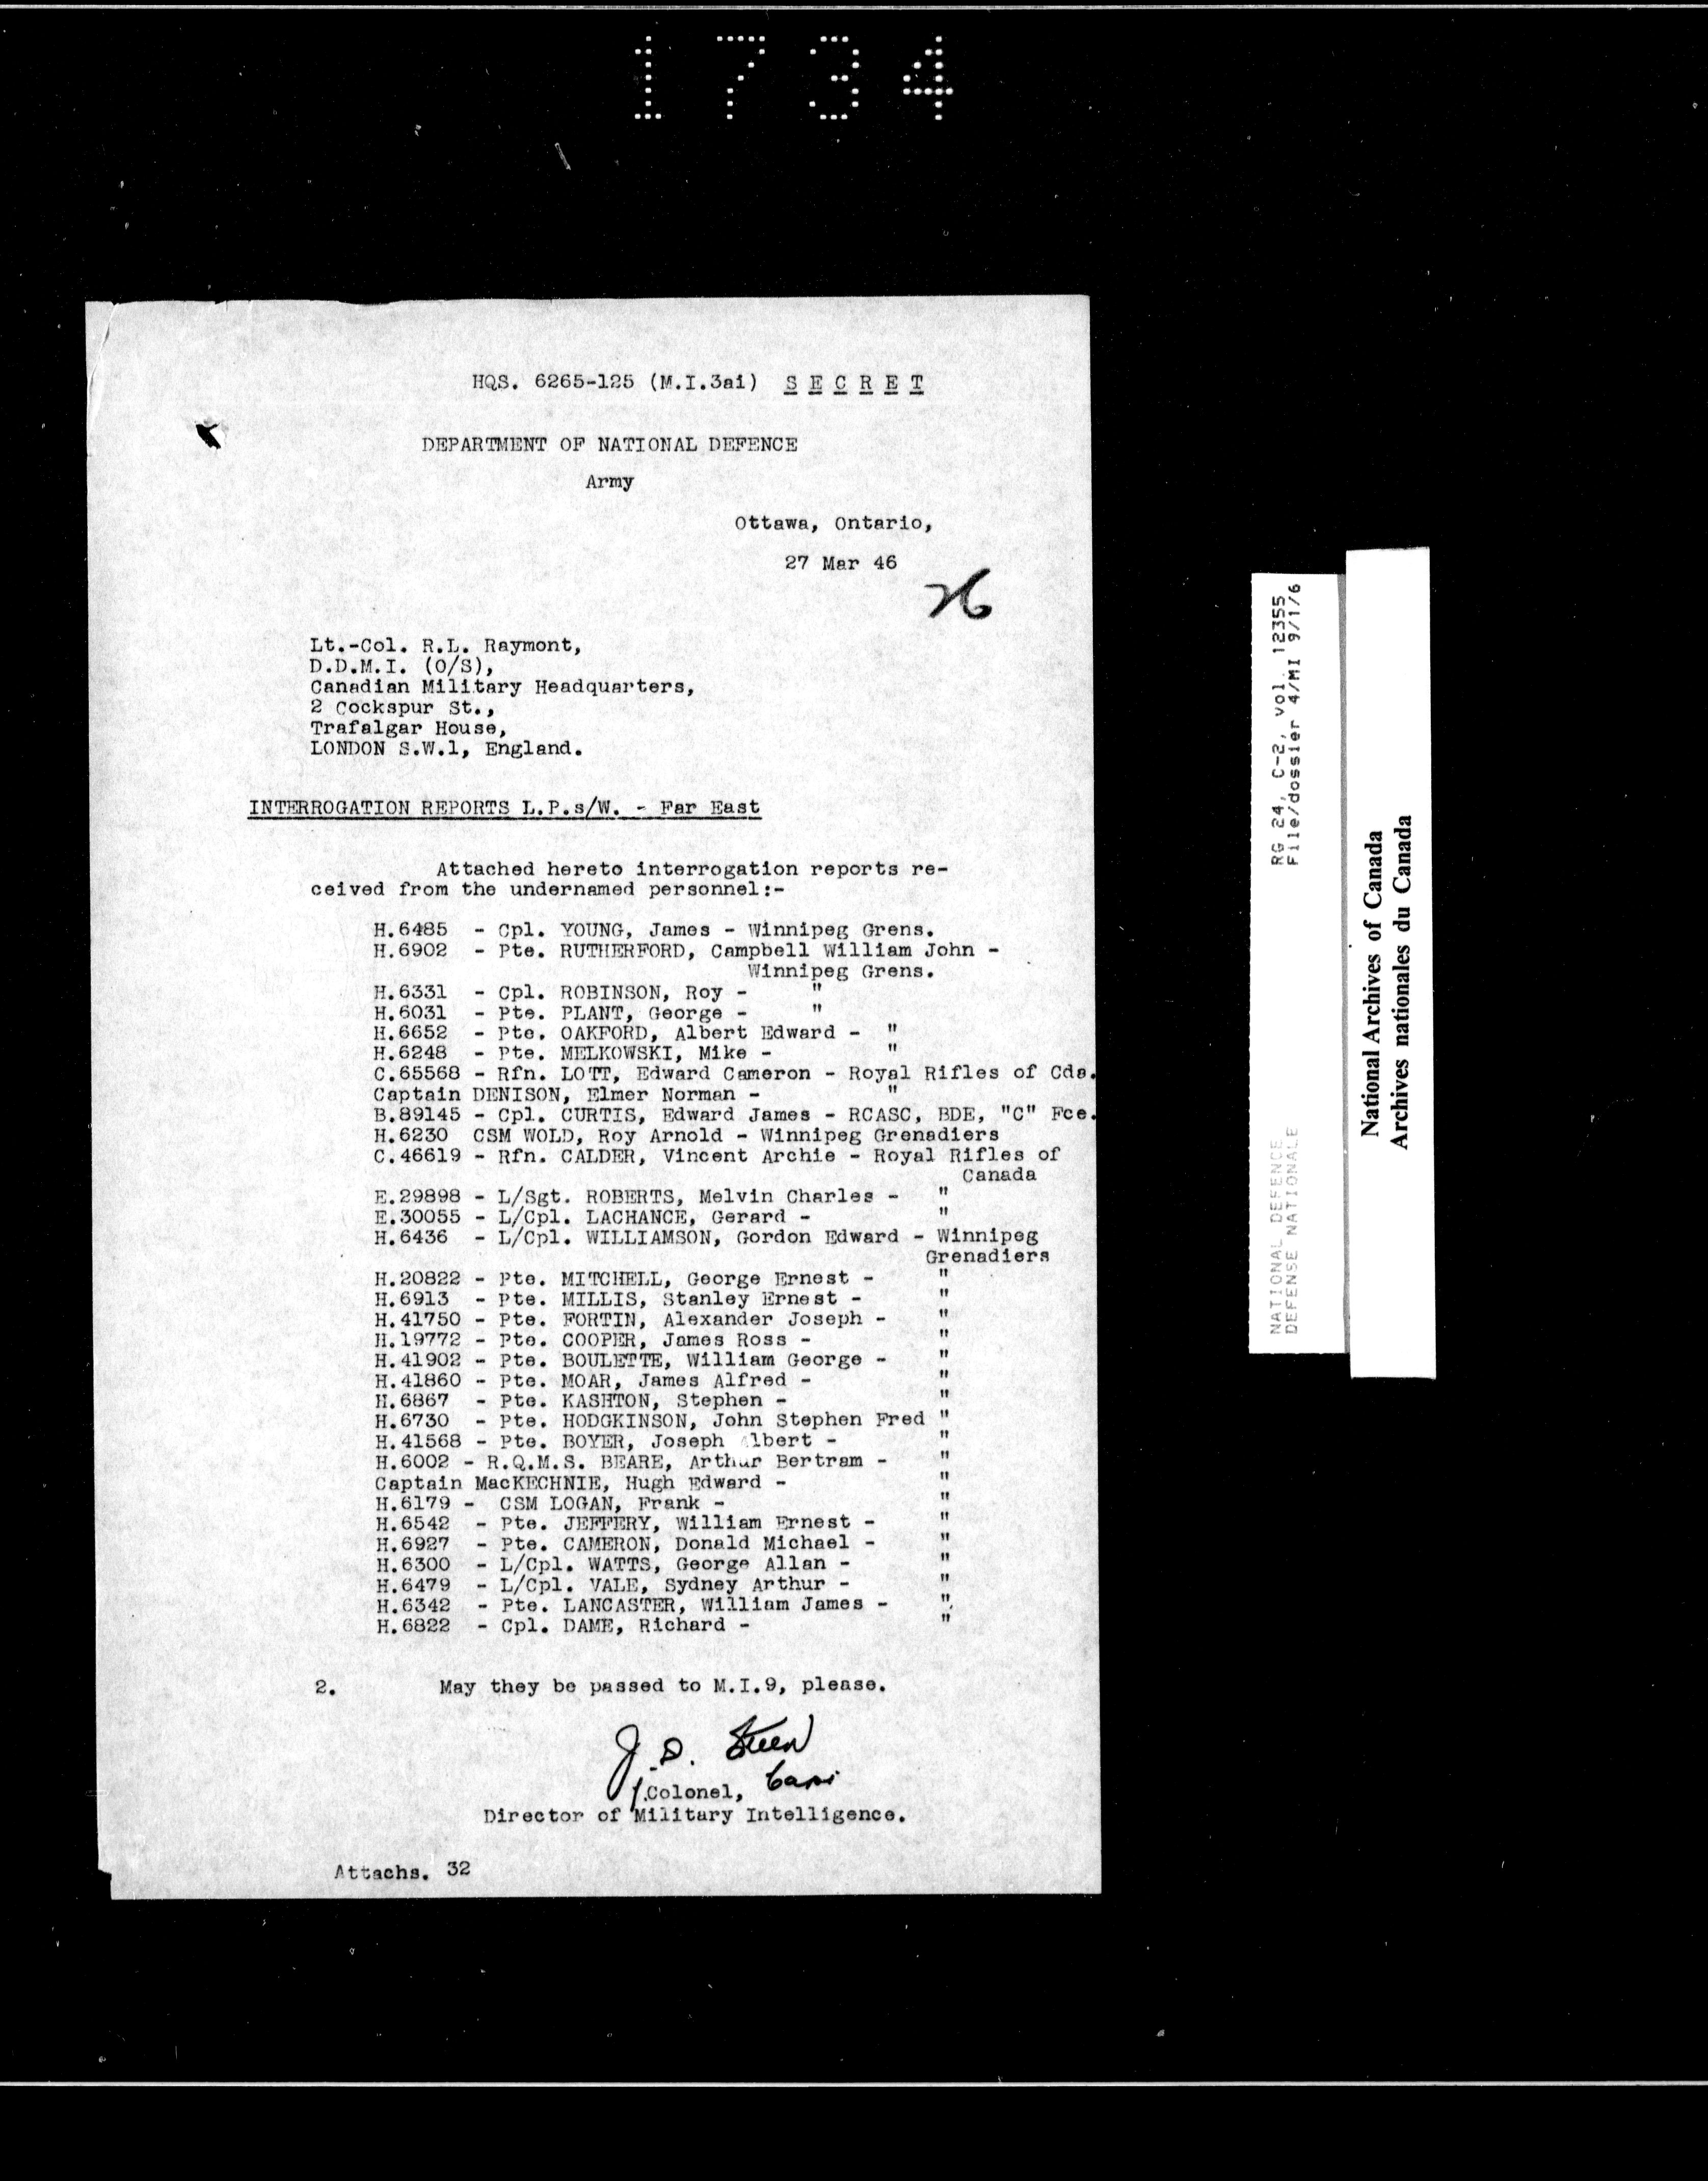 1734
HQS. 6265-125 (M.I.3ai) S E C R E T
DEPARTMENT OF NATIONAL DEFENCE
Army
Ottawa, Ontario,
27 Mar 46
26
Lt.-Col. R.L. Raymont,
D.D.M.I. (O/S),
Canadian Military Headquarters,
2 Cockspur St.,
Trafalgar House,
LONDON S.W.1, England.
INTERROGATION REPORTS L.P.s/W. - Far East
Attached hereto interrogation reports re-
ceived from the undernamed personnel:-
H.6485 - Cpl. YOUNG, James - Winnipeg Grens.
H.6902 - Pte. RUTHERFORD, Campbell William John -
Winnipeg Grens.
H.6331 - Cpl. ROBINSON, Roy - "
H.6031 - Pte. PLANT, George - "
H.6652 - Pte. OAKFORD, Albert Edward - "
H.6248 - Pte. MELKOWSKI, Mike - "
C.65568 - Rfn. LOTT, Edward Cameron - Royal Rifles of Cda.
Captain DENISON, Elmer Norman - "
B.89145 - Cpl. CURTIS, Edward James - RCASC, BDE, "C" Fce.
H.6230 CSM WOLD, Roy Arnold - Winnipeg Grenadiers
C.46619 - Rfn. CALDER, Vincent Archie - Royal Rifles of
Canada
E.29898 - L/Sgt. ROBERTS, Melvin Charles - "
E.30055 - L/Cpl. LACHANCE, Gerard - "
H.6436 - L/Cpl. WILLIAMSON, Gordon Edward - Winnipeg
Grenadiers
H.20822 - Pte. MITCHELL, George Ernest - "
H.6913 - Pte. MILLIS, Stanley Ernest - "
H.41750 - Pte. FORTIN, Alexander Joseph - "
H.19772 - Pte. COOPER, James Ross - "
H.41902 - Pte. BOULETTE, William George - "
H.41860 - Pte. MOAR, James Alfred - "
H.6867 - Pte. KASHTON, Stephen - "
H.6730 - Pte. HODGKINSON, John Stephen Fred "
H.41568 - Pte. BOYER, Joseph Albert - "
H.6002 - R.Q.M.S. BEARE, Arthur Bertram - "
Captain MacKECHNIE, Hugh Edward - "
H.6179 - CSM LOGAN, Frank - "
H.6542 - Pte. JEFFERY, William Ernest - "
H.6927 - Pte. CAMERON, Donald Michael - "
H.6300 - L/Cpl. WATTS, George Allan - "
H.6479 - L/Cpl. VALE, Sydney Arthur - "
H.6342 - Pte. LANCASTER, William James - "
H.6822 - Cpl. DAME, Richard - "
2. May they be passed to M.I.9, please.
J. D. Steen
Colonel,
Director of Military Intelligence.
Attachs. 32
RG 24, C-2, vol. 12355
File/dossier 4/MI 9/1/6
NATIONAL DEFENCE
DEFENSE NATIONALE
National Archives of Canada
Archives nationales du Canada